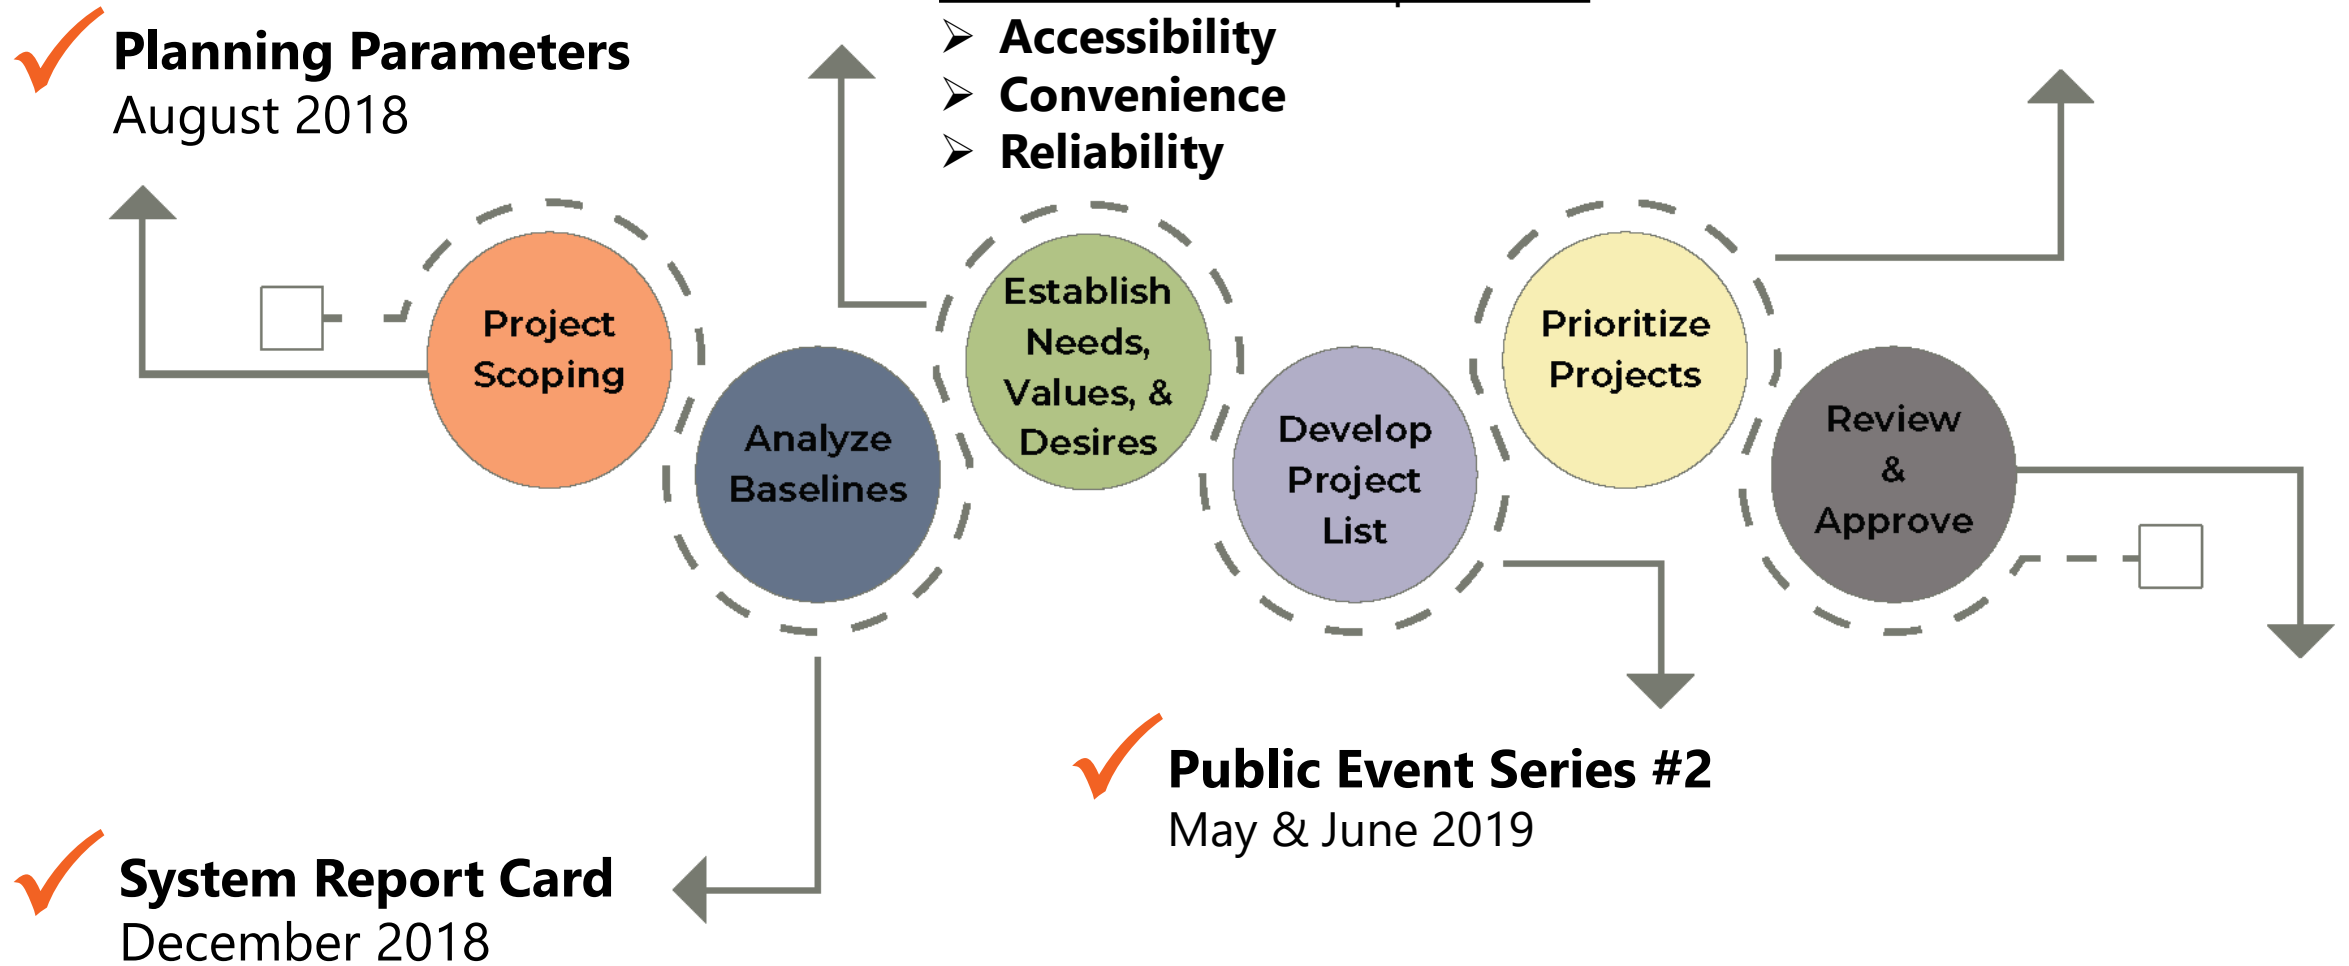 Planning Parameters
August 2018
➢ Accessibility
➢ Convenience
➢ Reliability
Project
Scoping
Analyze
Baselines
Establish
Needs,
Values, &
Desires
Develop
Project
List
Prioritize
Projects
Review
&
Approve
Public Event Series #2
May & June 2019
System Report Card
December 2018